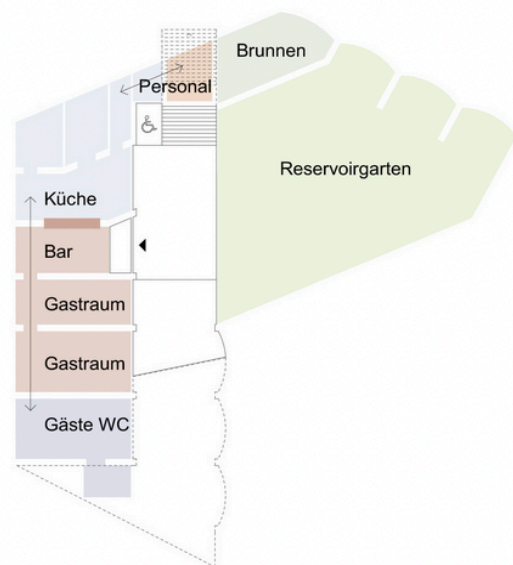 Brunnen
Personal
Reservoirgarten
Küche
Bar
Gastraum
Gastraum
Gäste WC